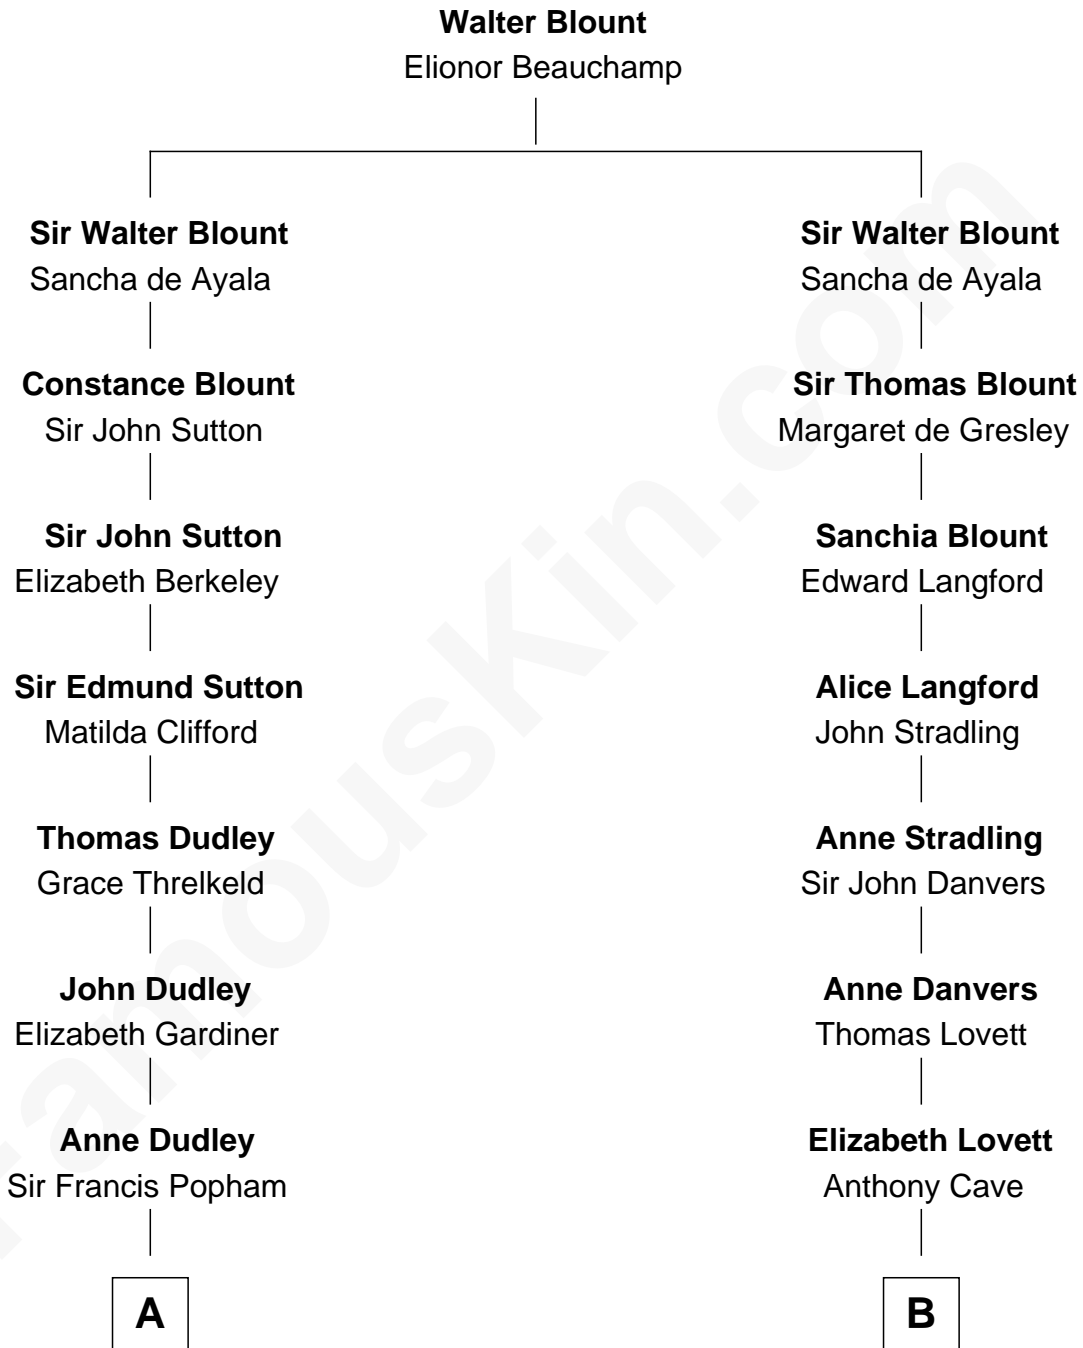 Walter Blount
Elionor Beauchamp
Sir Walter Blount
Sancha de Ayala
Sir Walter Blount
Sancha de Ayala
Constance Blount
Sir John Sutton
Sir Thomas Blount
Margaret de Gresley
Sir John Sutton
Elizabeth Berkeley
Sanchia Blount
Edward Langford
Sir Edmund Sutton
Matilda Clifford
Alice Langford
John Stradling
Thomas Dudley
Grace Threlkeld
Anne Stradling
Sir John Danvers
John Dudley
Elizabeth Gardiner
Anne Danvers
Thomas Lovett
Anne Dudley
Sir Francis Popham
Elizabeth Lovett
Anthony Cave
A
B
FamousKin.com